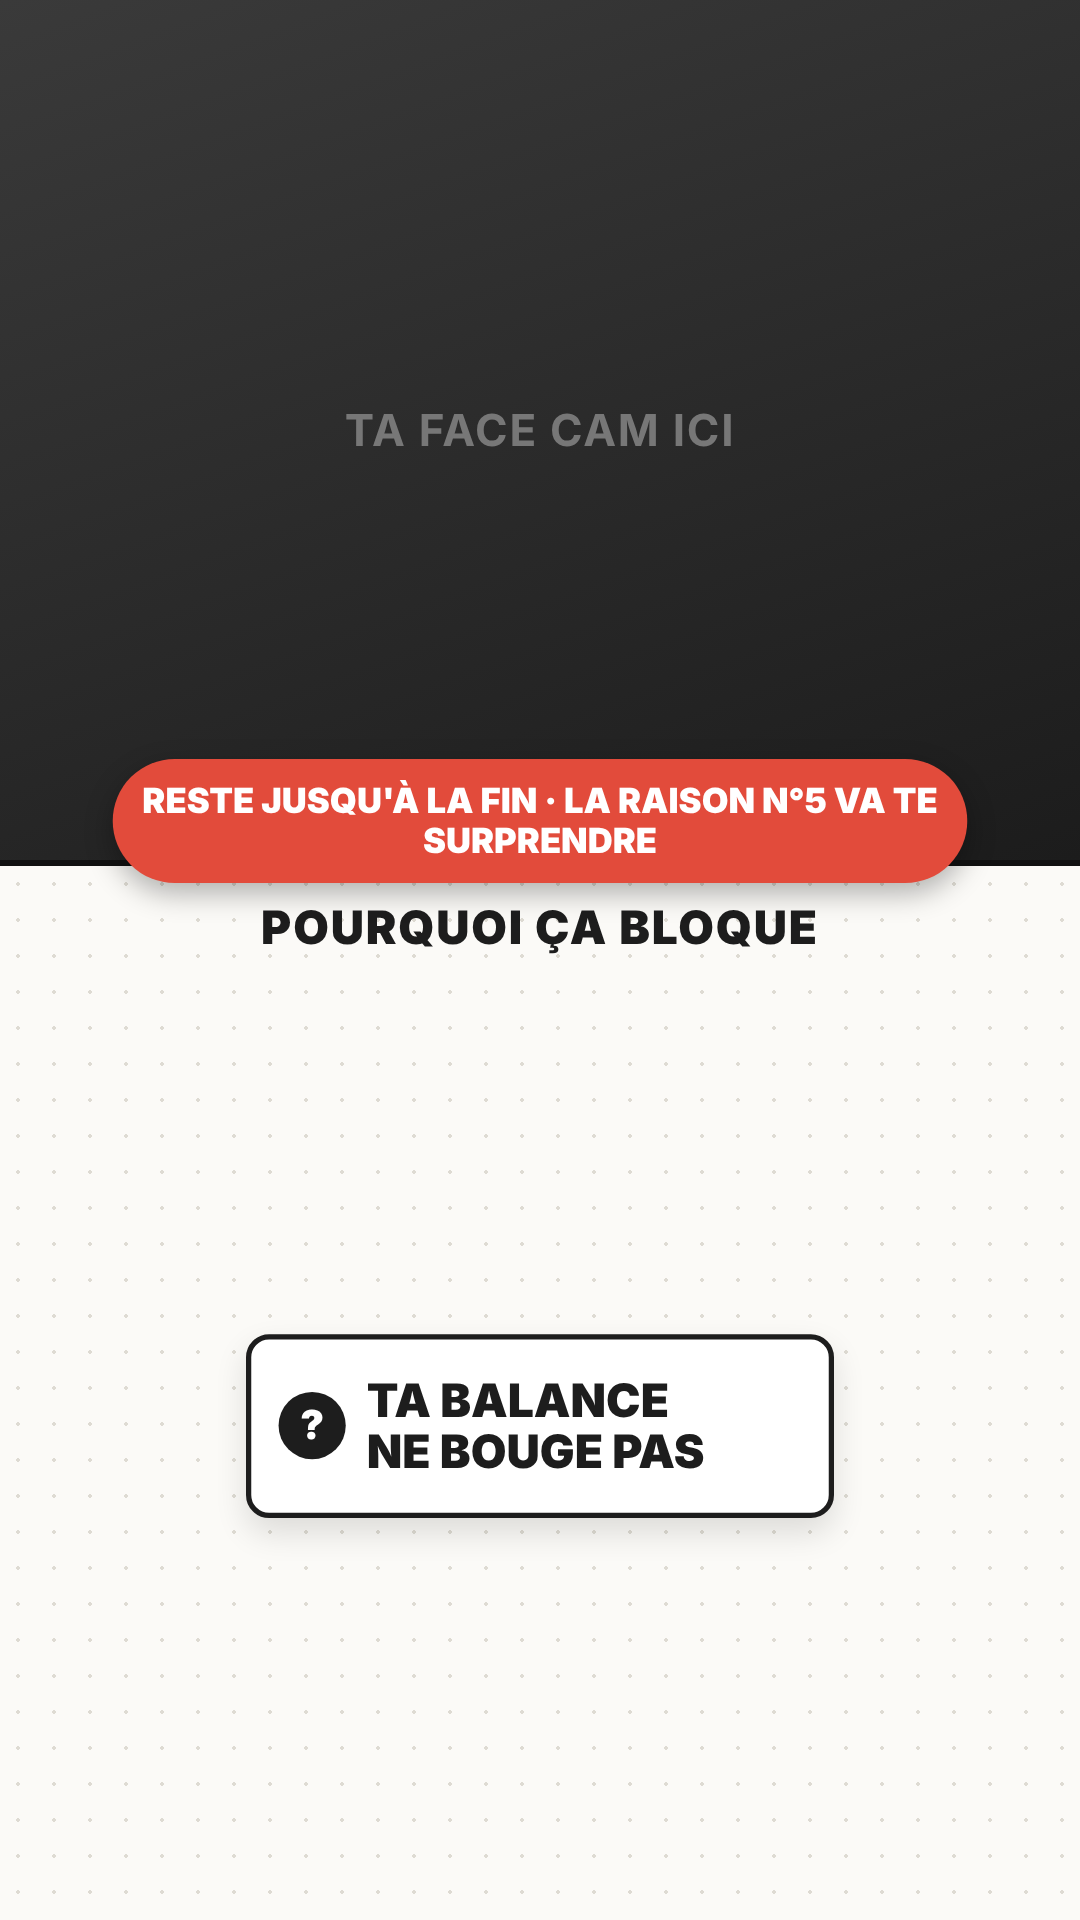 TA FACE CAM ICI
RESTE JUSQU'À LA FIN · LA RAISON N°5 VA TE
SURPRENDRE
POURQUOI ÇA BLOQUE
?
TA BALANCE
NE BOUGE PAS